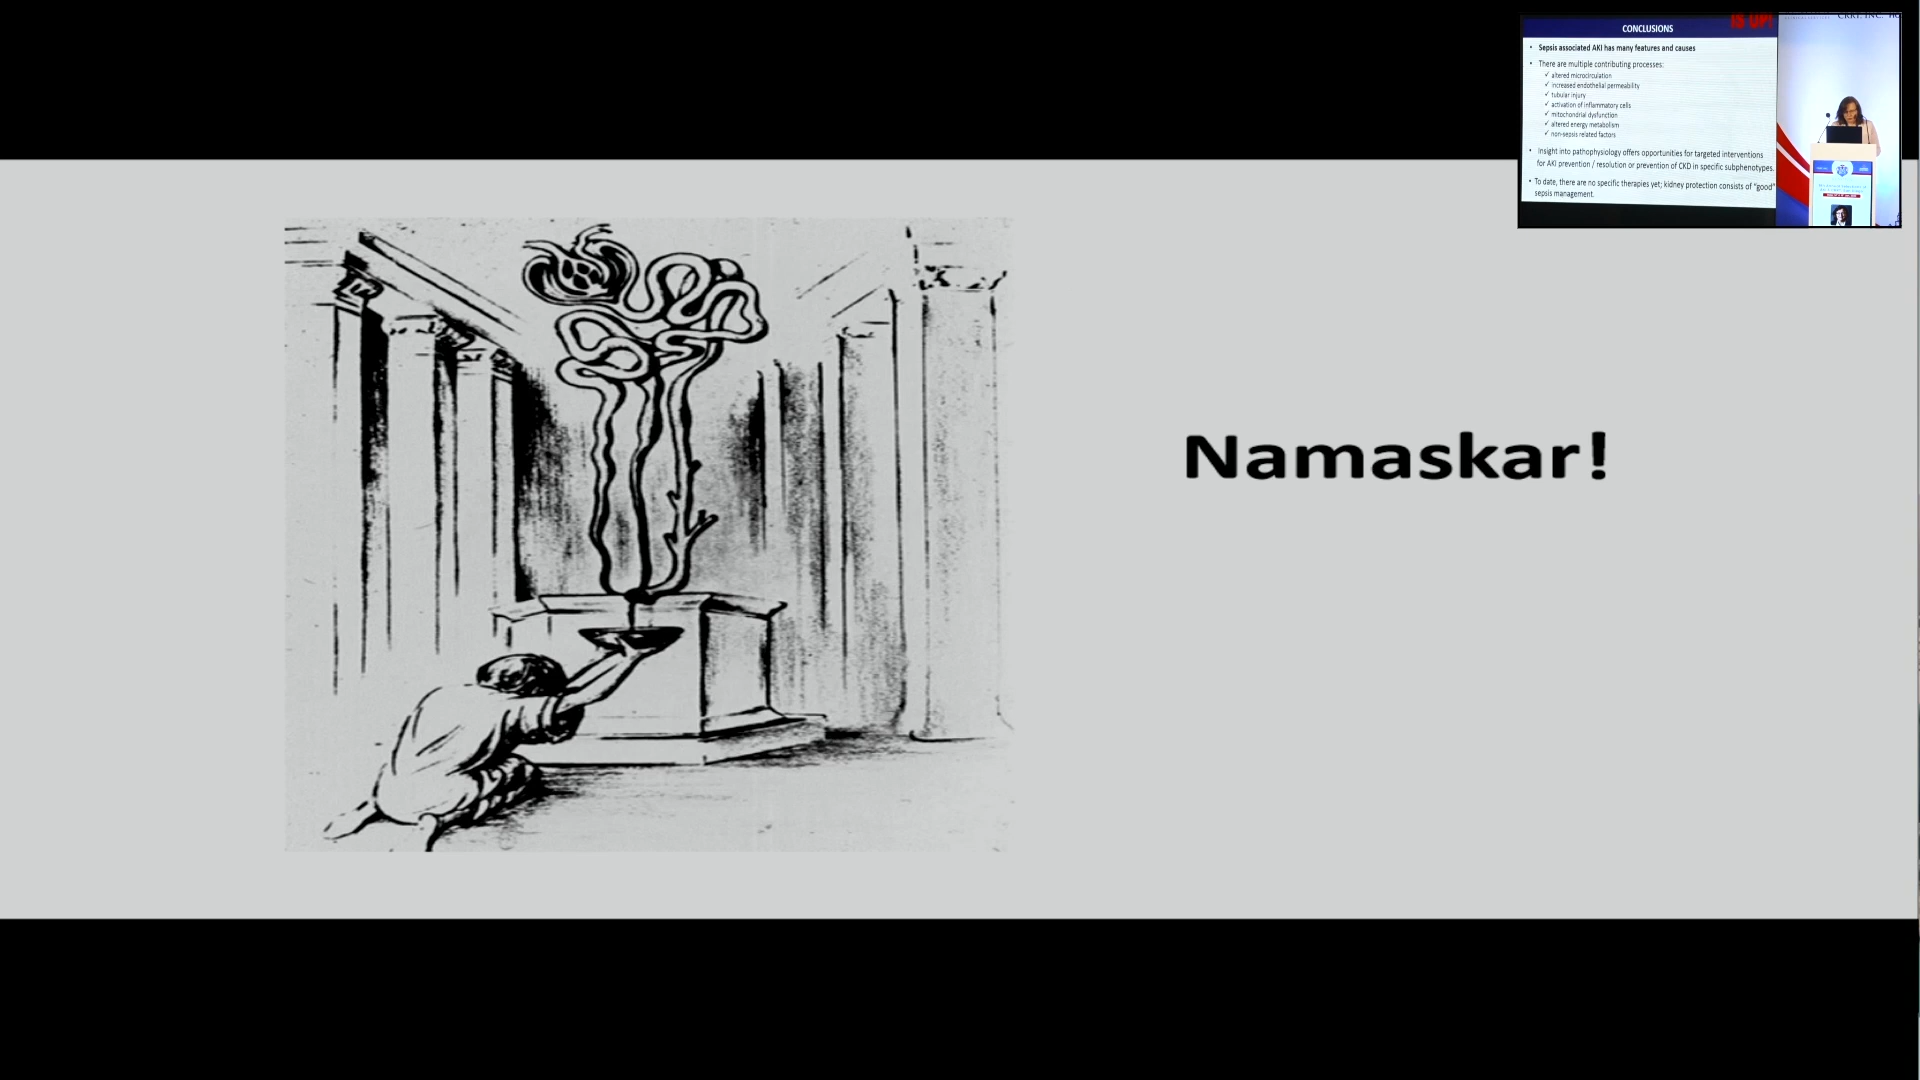 Namaskar!
IS UP!
CONCLUSIONS
• Sepsis associated AKI has many features and causes
• There are multiple contributing processes:
✓ altered microcirculation
✓ increased endothelial permeability
✓ tubular injury
✓ activation of inflammatory cells
✓ mitochondrial dysfunction
✓ altered energy metabolism
✓ non-sepsis related factors
• Insight into pathophysiology offers opportunities for targeted interventions
for AKI prevention / resolution or prevention of CKD in specific subphenotypes.
• To date, there are no specific therapies yet; kidney protection consists of "good"
sepsis management.